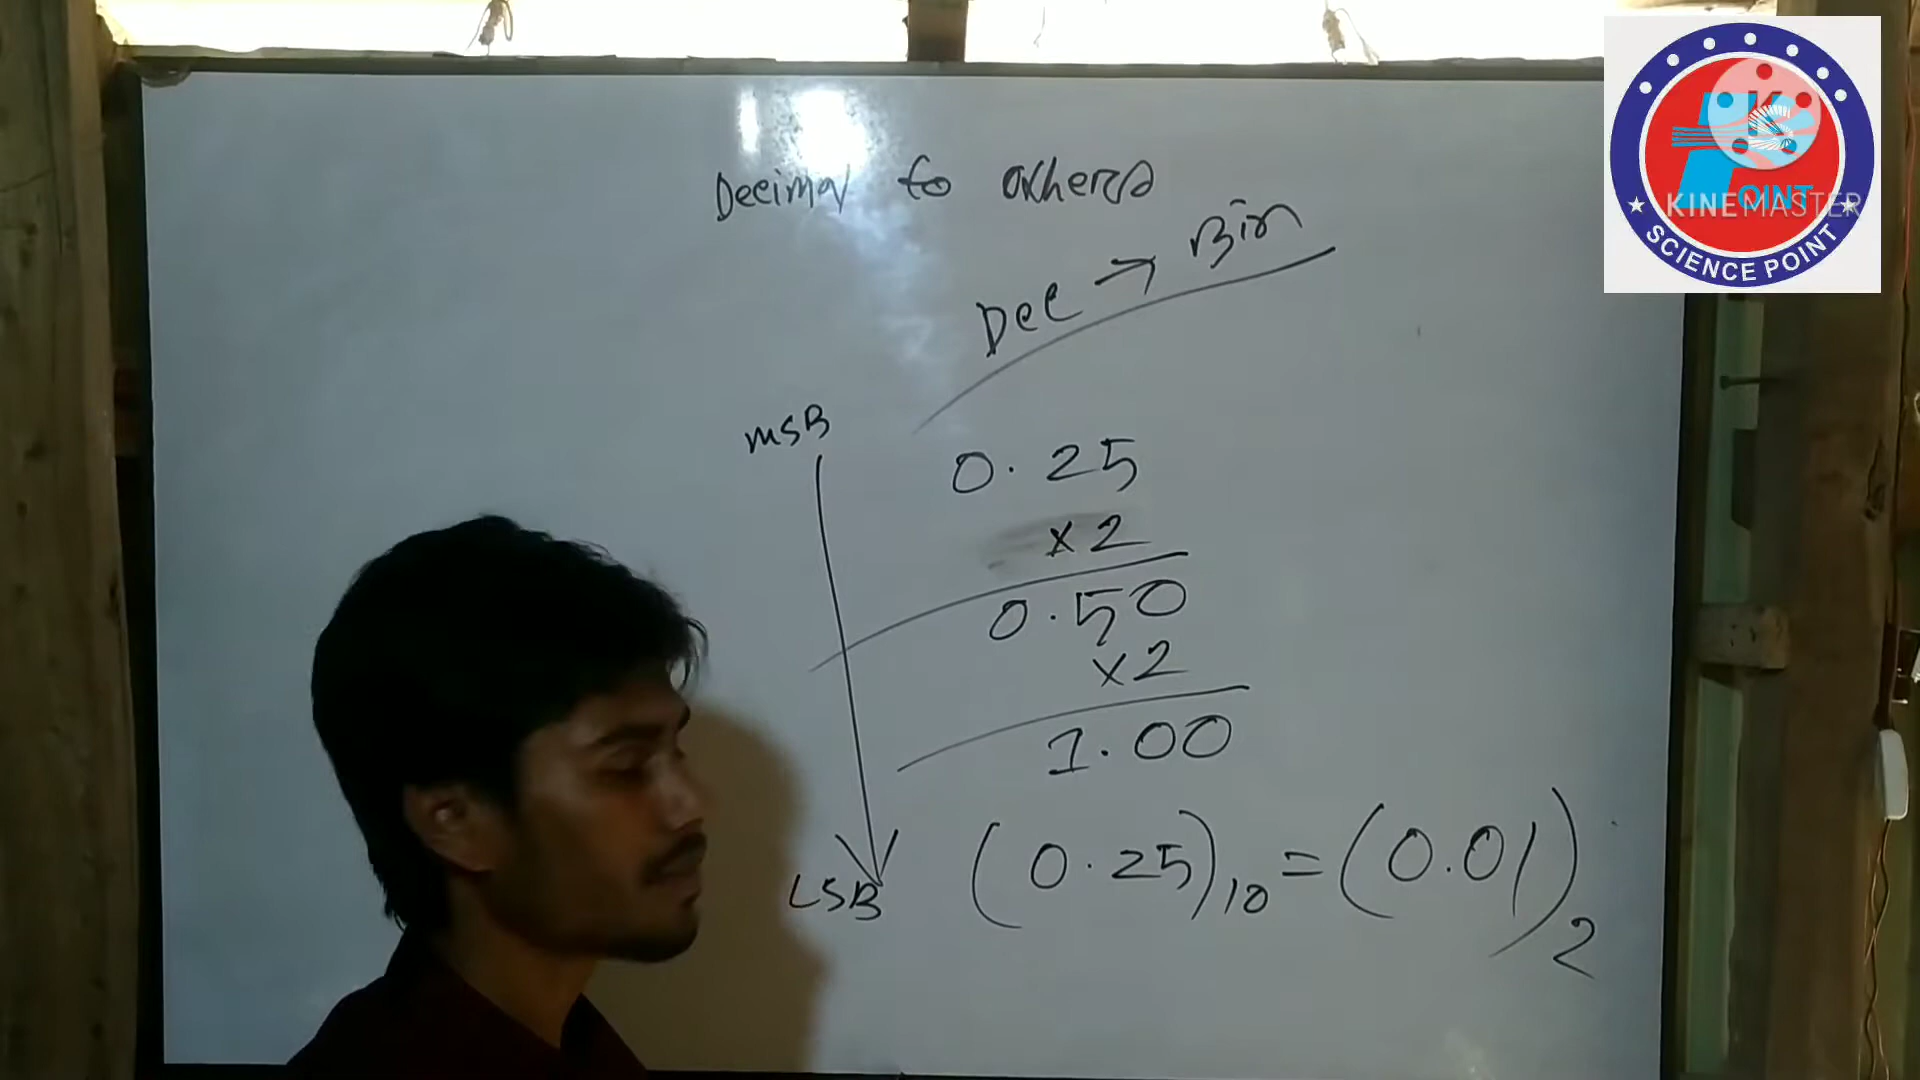 Decimal to others
Dec → Bin
MSB
0.25
×2
0.50
×2
1.00
LSB
(0.25)10 = (0.01)2
K
POINT
KINEMASTER
★ SCIENCE POINT ★